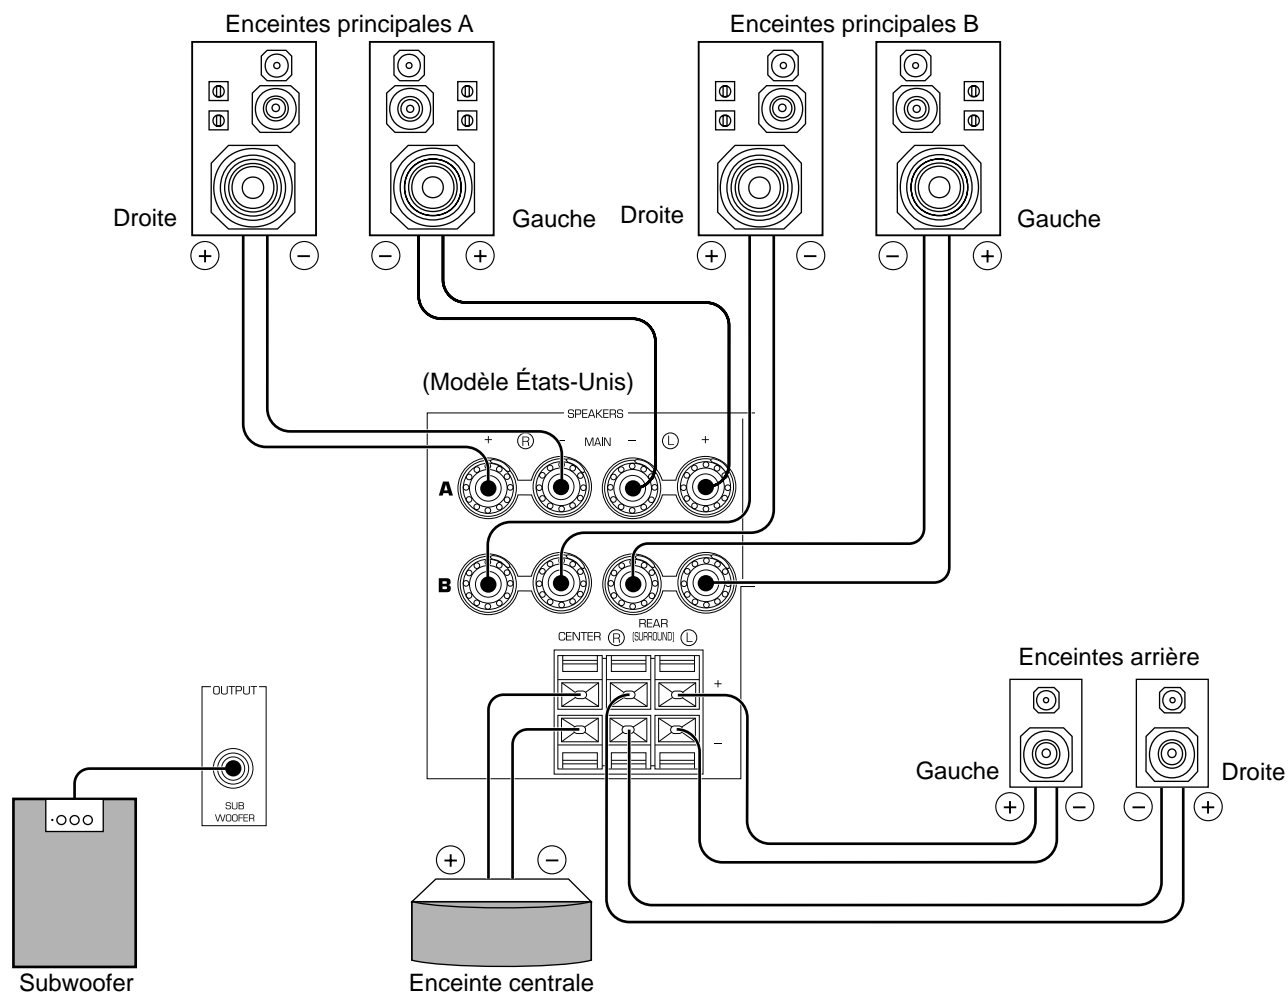 Enceintes principales A
Enceintes principales B
Droite
Gauche
Droite
Gauche
+ −
− +
+ −
− +
(Modèle États-Unis)
SPEAKERS
+ R − MAIN − L +
A
B
CENTER R REAR (SURROUND) L
+
−
Enceintes arrière
Gauche
Droite
+ −
− +
OUTPUT
SUB
WOOFER
+ −
Subwoofer
Enceinte centrale